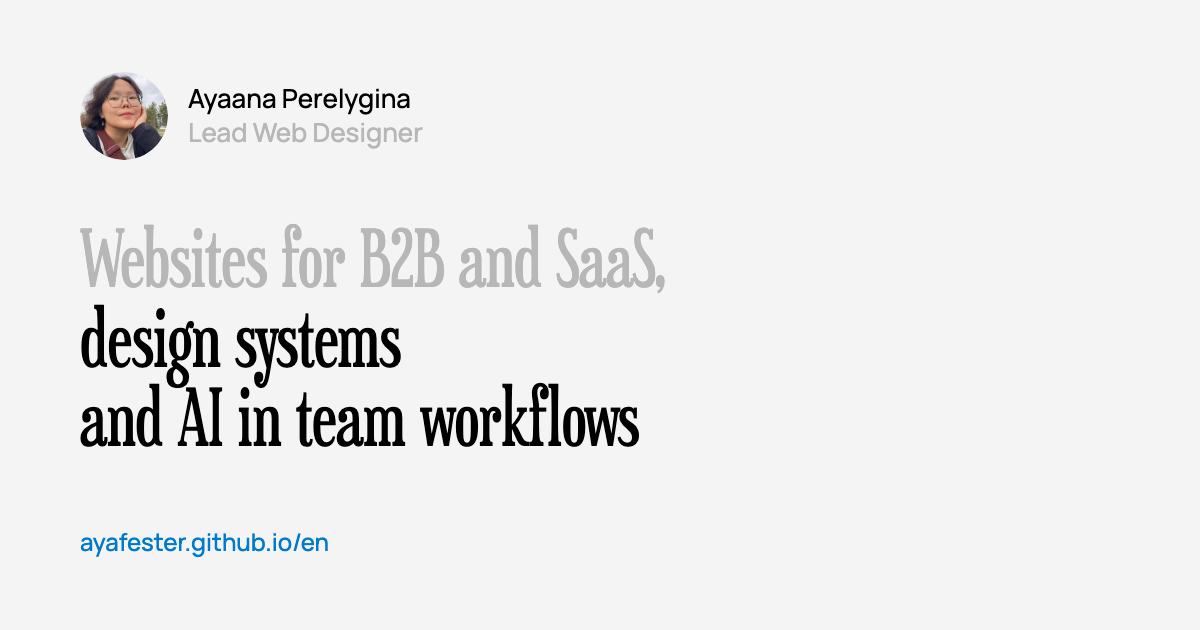 Ayaana Perelygina
Lead Web Designer
Websites for B2B and SaaS,
design systems
and AI in team workflows
ayafester.github.io/en